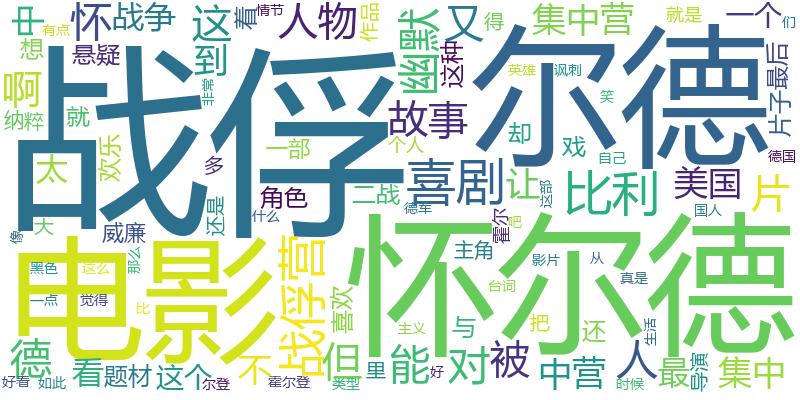 中
有点
怀
战争
这
着
情节
人物
作品
幽默
又
得
集中营
就是
一个
们
想
悬疑
到
这种
英雄
讽刺
片子
最后
啊
非常
战俘
尔德
纳粹
就
欢乐
故事
却
笑
太
多
一部
个人
戏
自己
德国
喜剧
让
比利
美国
片
大
威廉
还是
角色
什么
二战
德军
霍尔
这部
国人
像
电影
怀尔德
吧
黑色
这么
那么
战俘营
主角
影片
从
真是
一点
觉得
比
喜欢
台词
主义
与
把
还
生活
德
看
题材
这个
不
但
能
对
被
中营
人
最
导演
集中
好看
如此
尔登
霍尔登
类型
里
好
时候